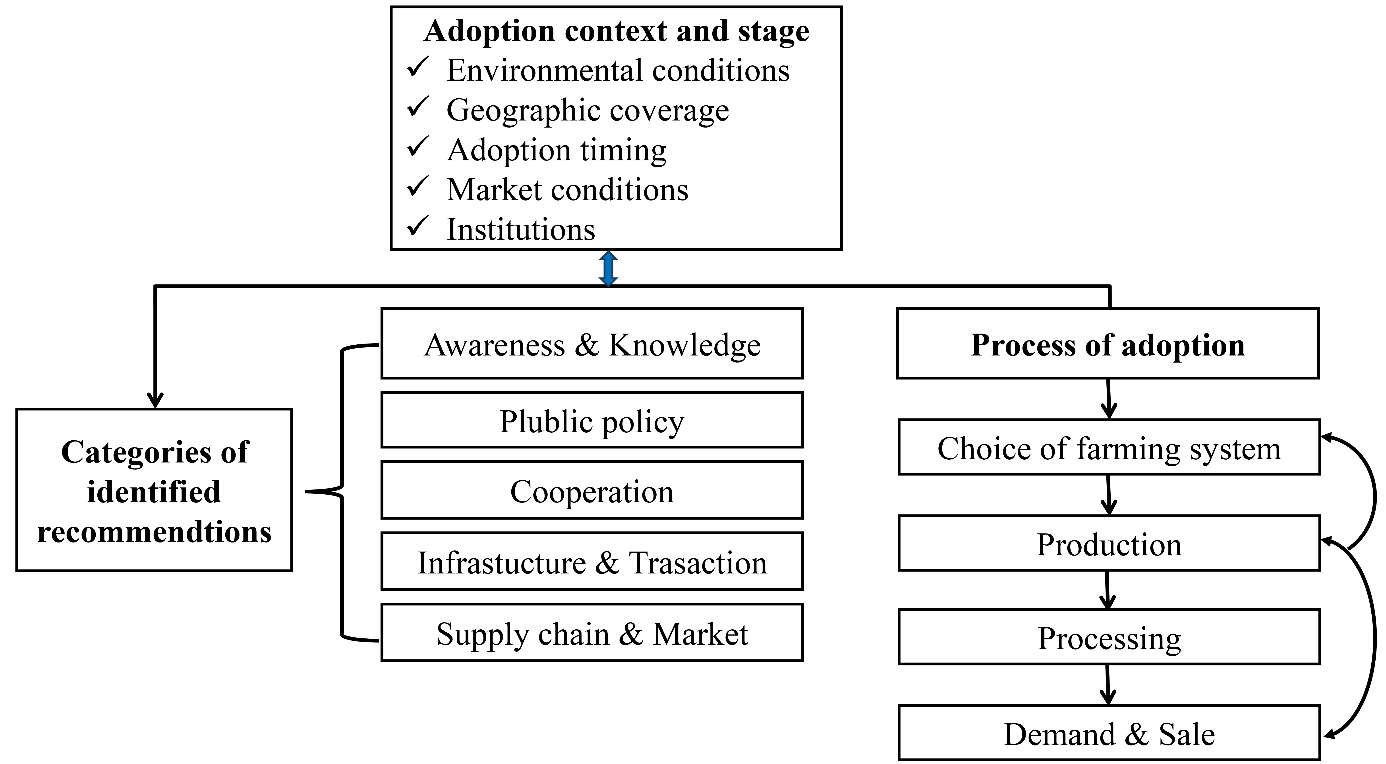 Adoption context and stage
✓ Environmental conditions
✓ Geographic coverage
✓ Adoption timing
✓ Market conditions
✓ Institutions
Categories of
identified
recommendtions
Awareness & Knowledge
Plublic policy
Cooperation
Infrastucture & Trasaction
Supply chain & Market
Process of adoption
Choice of farming system
Production
Processing
Demand & Sale